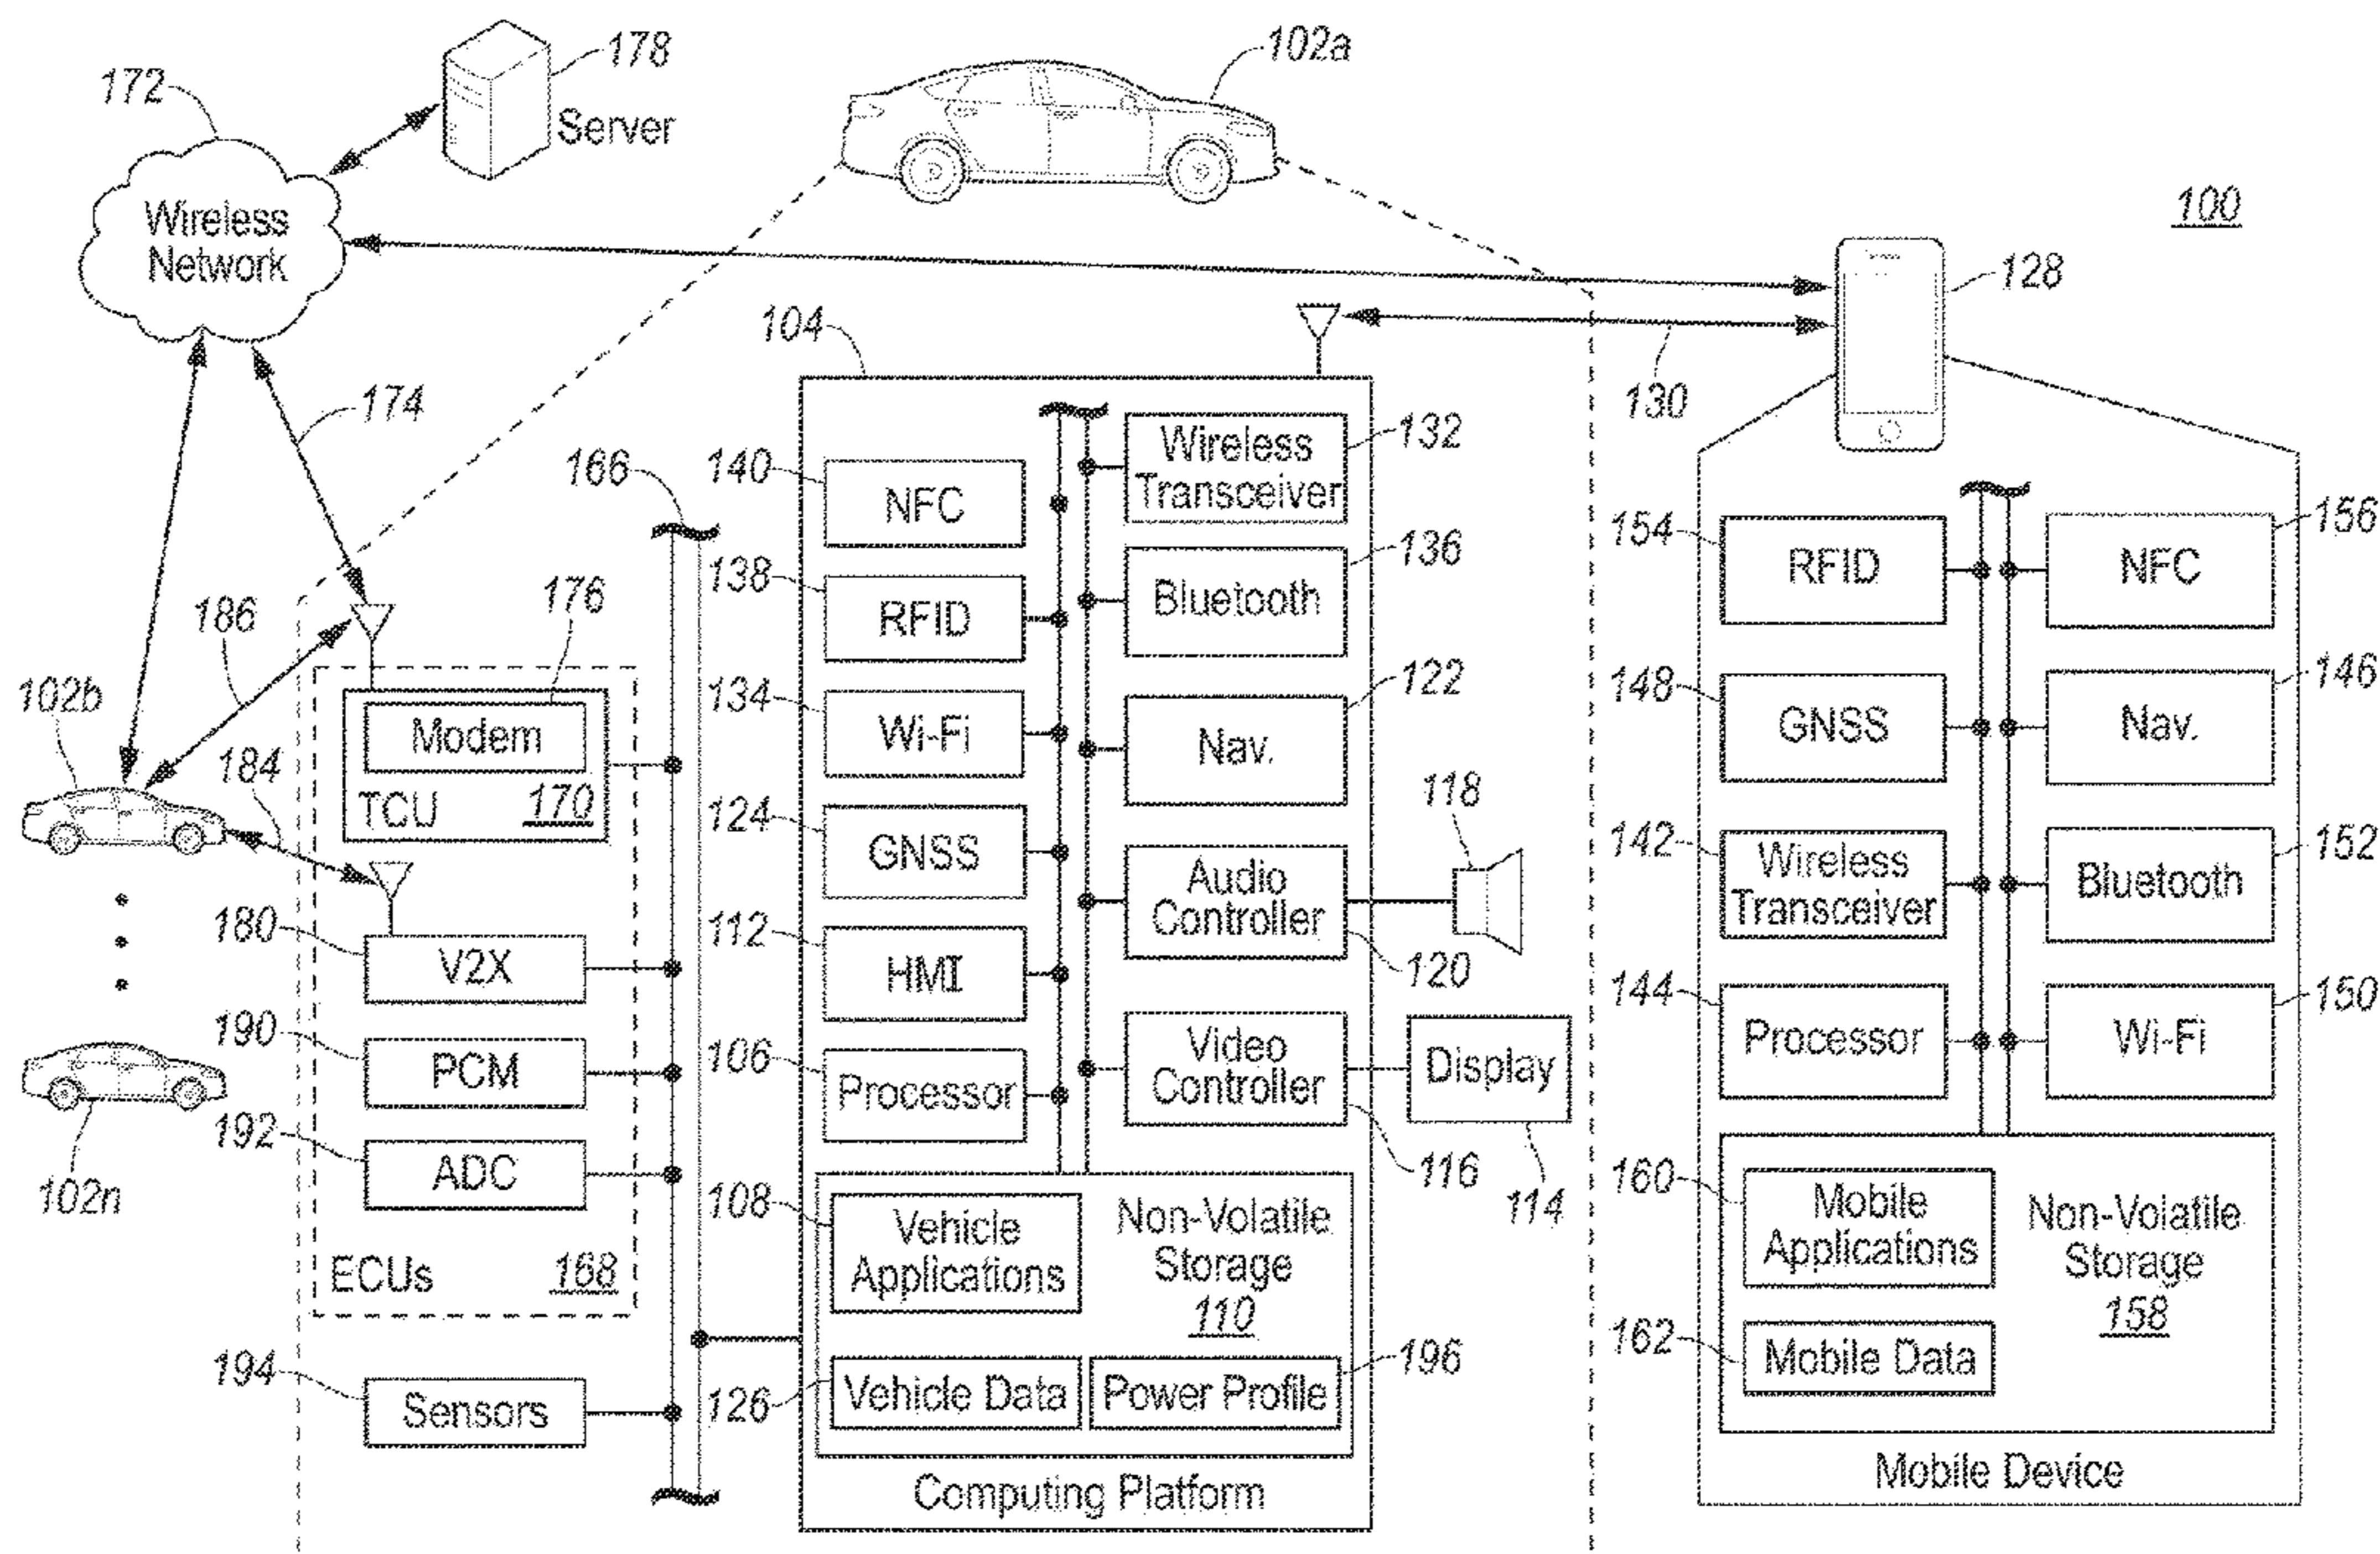 178
Server
172
Wireless
Network
102a
100
128
104
130
174
166
186
102b
184
102n
176
Modem
TCU
170
180
V2X
190
PCM
192
ADC
ECUs
168
194
Sensors
140
NFC
138
RFID
134
Wi-Fi
124
GNSS
112
HMI
106
Processor
132
Wireless
Transceiver
136
Bluetooth
122
Nav.
118
Audio
Controller
120
Video
Controller
116
Display
114
108
Vehicle
Applications
Non-Volatile
Storage
110
126
Vehicle Data
Power Profile
196
Computing Platform
154
RFID
156
NFC
148
GNSS
146
Nav.
142
Wireless
Transceiver
152
Bluetooth
144
Processor
150
Wi-Fi
160
Mobile
Applications
Non-Volatile
Storage
158
162
Mobile Data
Mobile Device